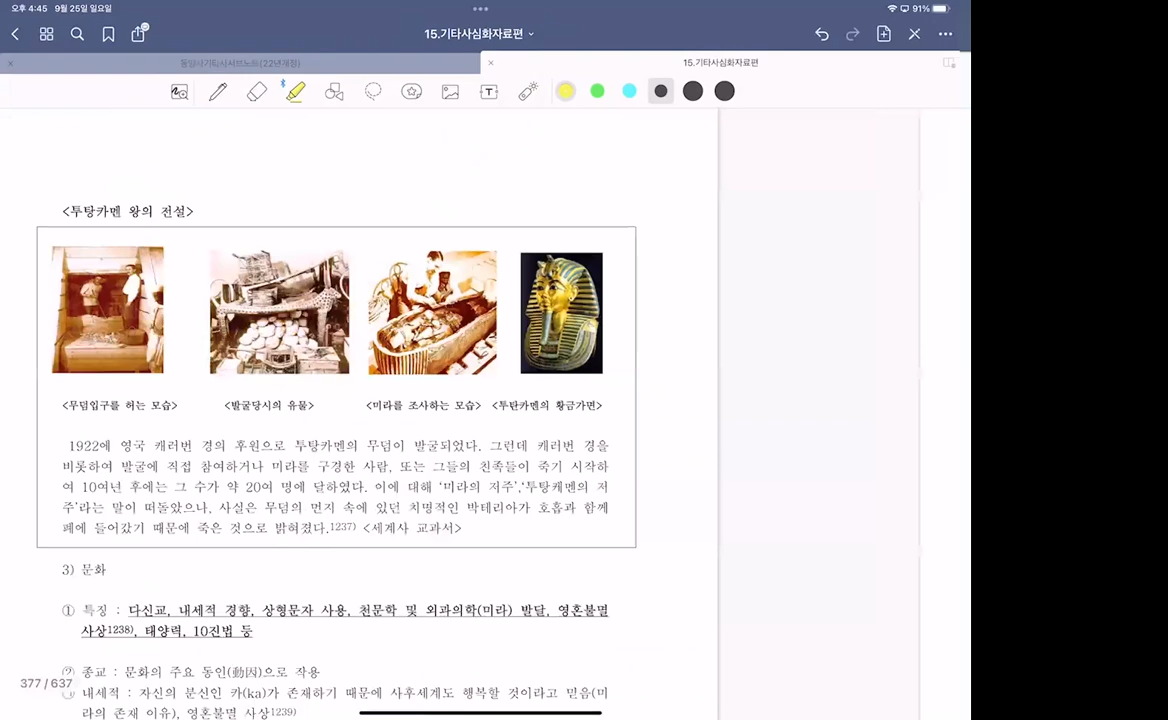 오후 4:45 9월 25일 일요일
91%
15.기타사심화자료편
동양사기타사서브노트(22년개정)
15.기타사심화자료편
<투탕카멘 왕의 전설>
<무덤입구를 허는 모습> <발굴당시의 유물> <미라를 조사하는 모습> <투탄카멘의 황금가면>
1922에 영국 캐러번 경의 후원으로 투탕카멘의 무덤이 발굴되었다. 그런데 캐러번 경을
비롯하여 발굴에 직접 참여하거나 미라를 구경한 사람, 또는 그들의 친족들이 죽기 시작하
여 10여년 후에는 그 수가 약 20여 명에 달하였다. 이에 대해 ‘미라의 저주’,‘투탕케멘의 저
주’라는 말이 떠돌았으나, 사실은 무덤의 먼지 속에 있던 치명적인 박테리아가 호흡과 함께
폐에 들어갔기 때문에 죽은 것으로 밝혀졌다.1237) <세계사 교과서>
3) 문화
① 특징 : 다신교, 내세적 경향, 상형문자 사용, 천문학 및 외과의학(미라) 발달, 영혼불멸
사상1238), 태양력, 10진법 등
② 종교 : 문화의 주요 동인(動因)으로 작용
377 / 637
내세적 : 자신의 분신인 카(ka)가 존재하기 때문에 사후세계도 행복할 것이라고 믿음(미
라의 존재 이유), 영혼불멸 사상1239)